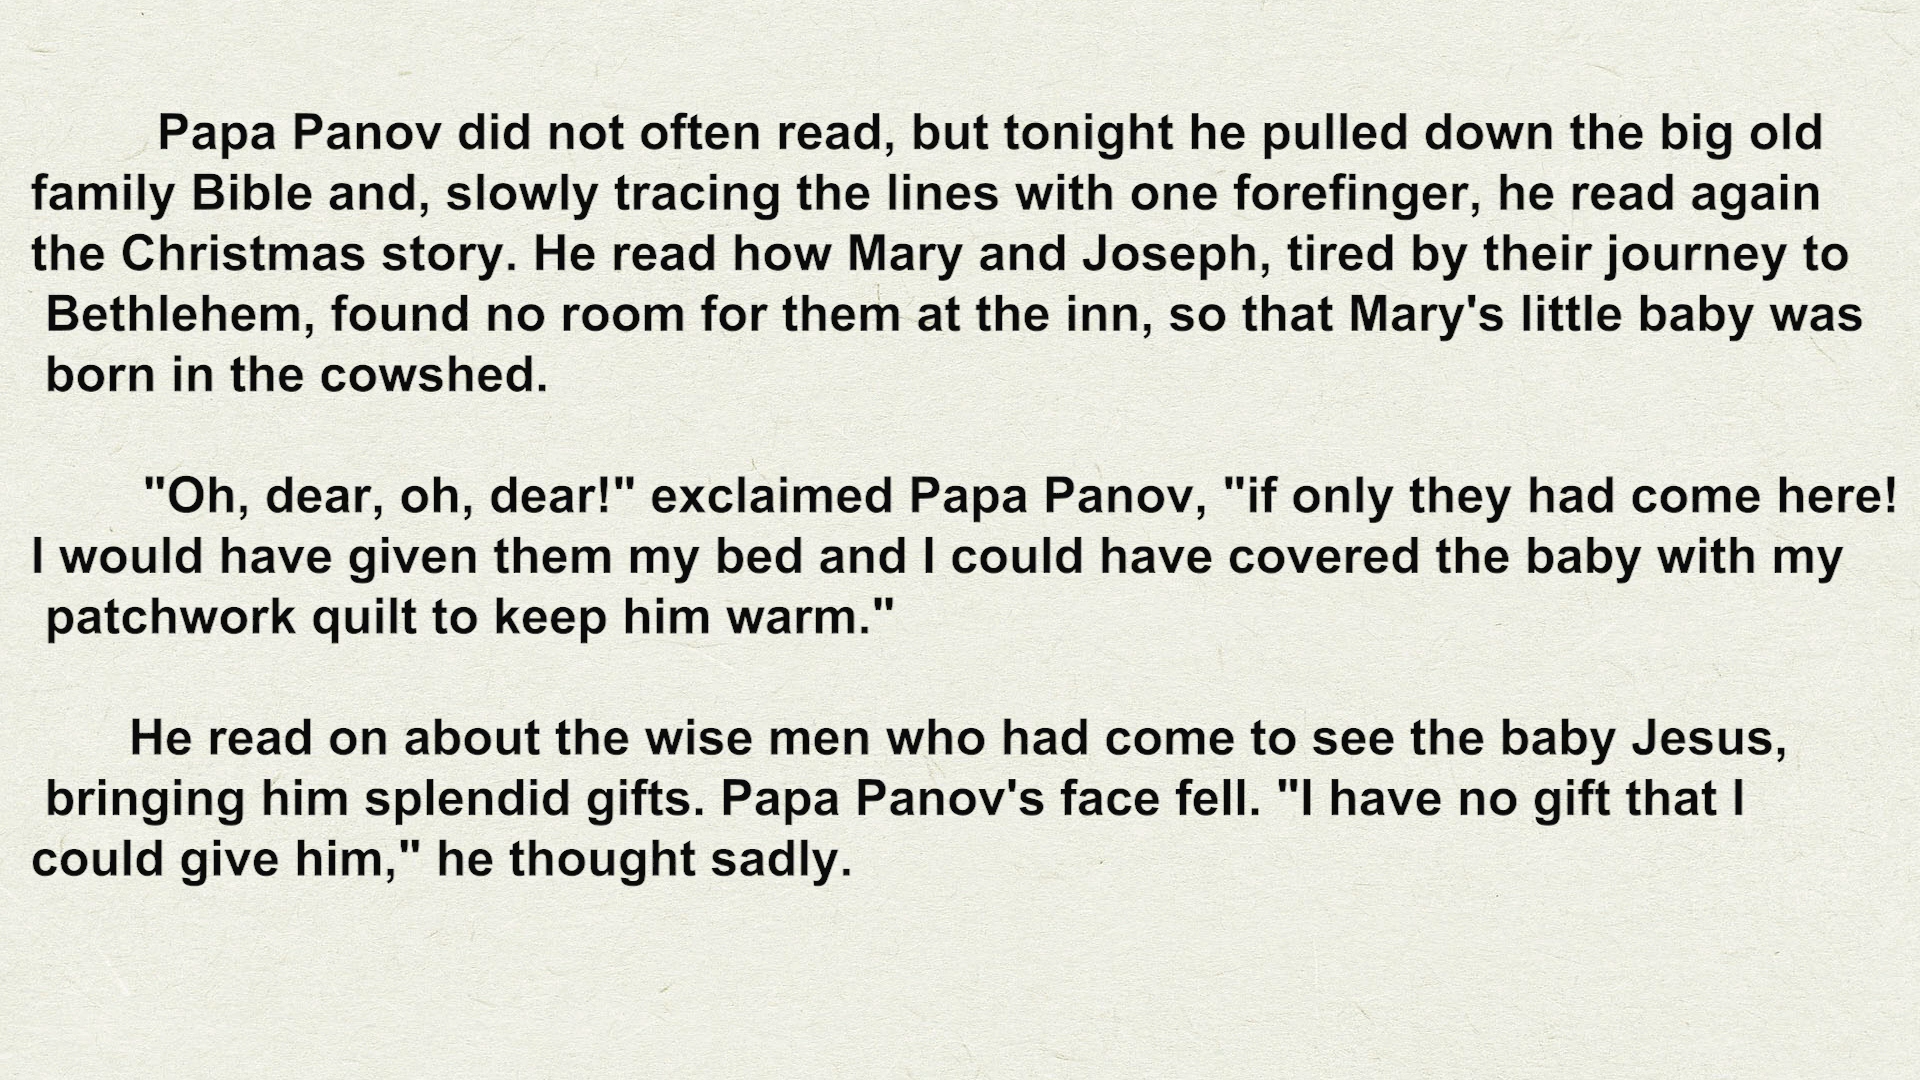 Papa Panov did not often read, but tonight he pulled down the big old
family Bible and, slowly tracing the lines with one forefinger, he read again
the Christmas story. He read how Mary and Joseph, tired by their journey to
Bethlehem, found no room for them at the inn, so that Mary's little baby was
born in the cowshed.
"Oh, dear, oh, dear!" exclaimed Papa Panov, "if only they had come here!
I would have given them my bed and I could have covered the baby with my
patchwork quilt to keep him warm."
He read on about the wise men who had come to see the baby Jesus,
bringing him splendid gifts. Papa Panov's face fell. "I have no gift that I
could give him," he thought sadly.